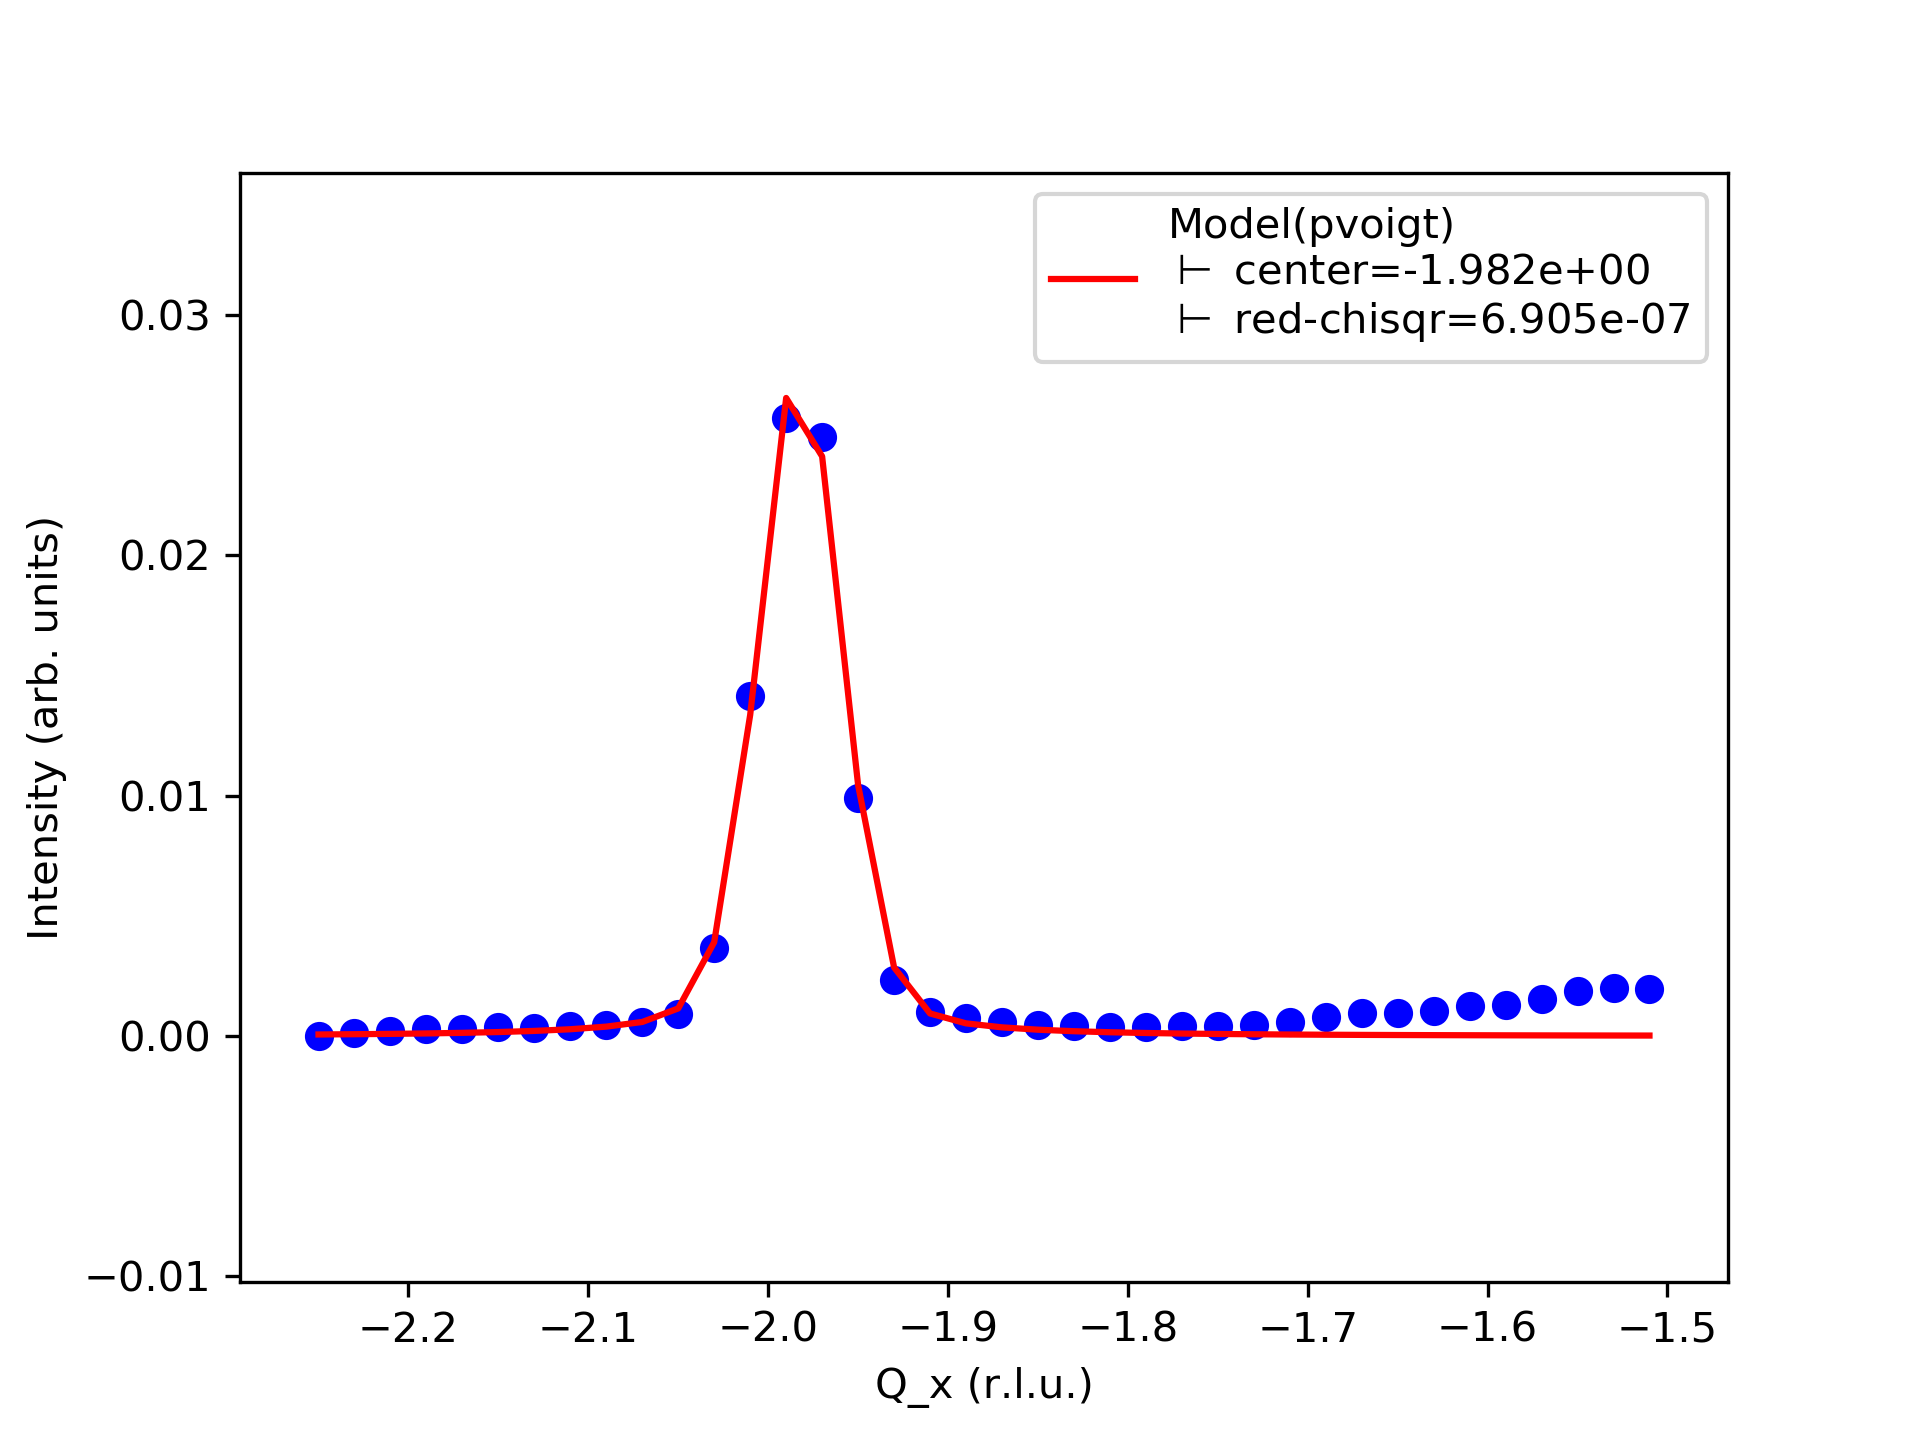 Model(pvoigt)
⊢ center=-1.982e+00
⊢ red-chisqr=6.905e-07
Intensity (arb. units)
0.03
0.02
0.01
0.00
−0.01
−2.2 −2.1 −2.0 −1.9 −1.8 −1.7 −1.6 −1.5
Q_x (r.l.u.)